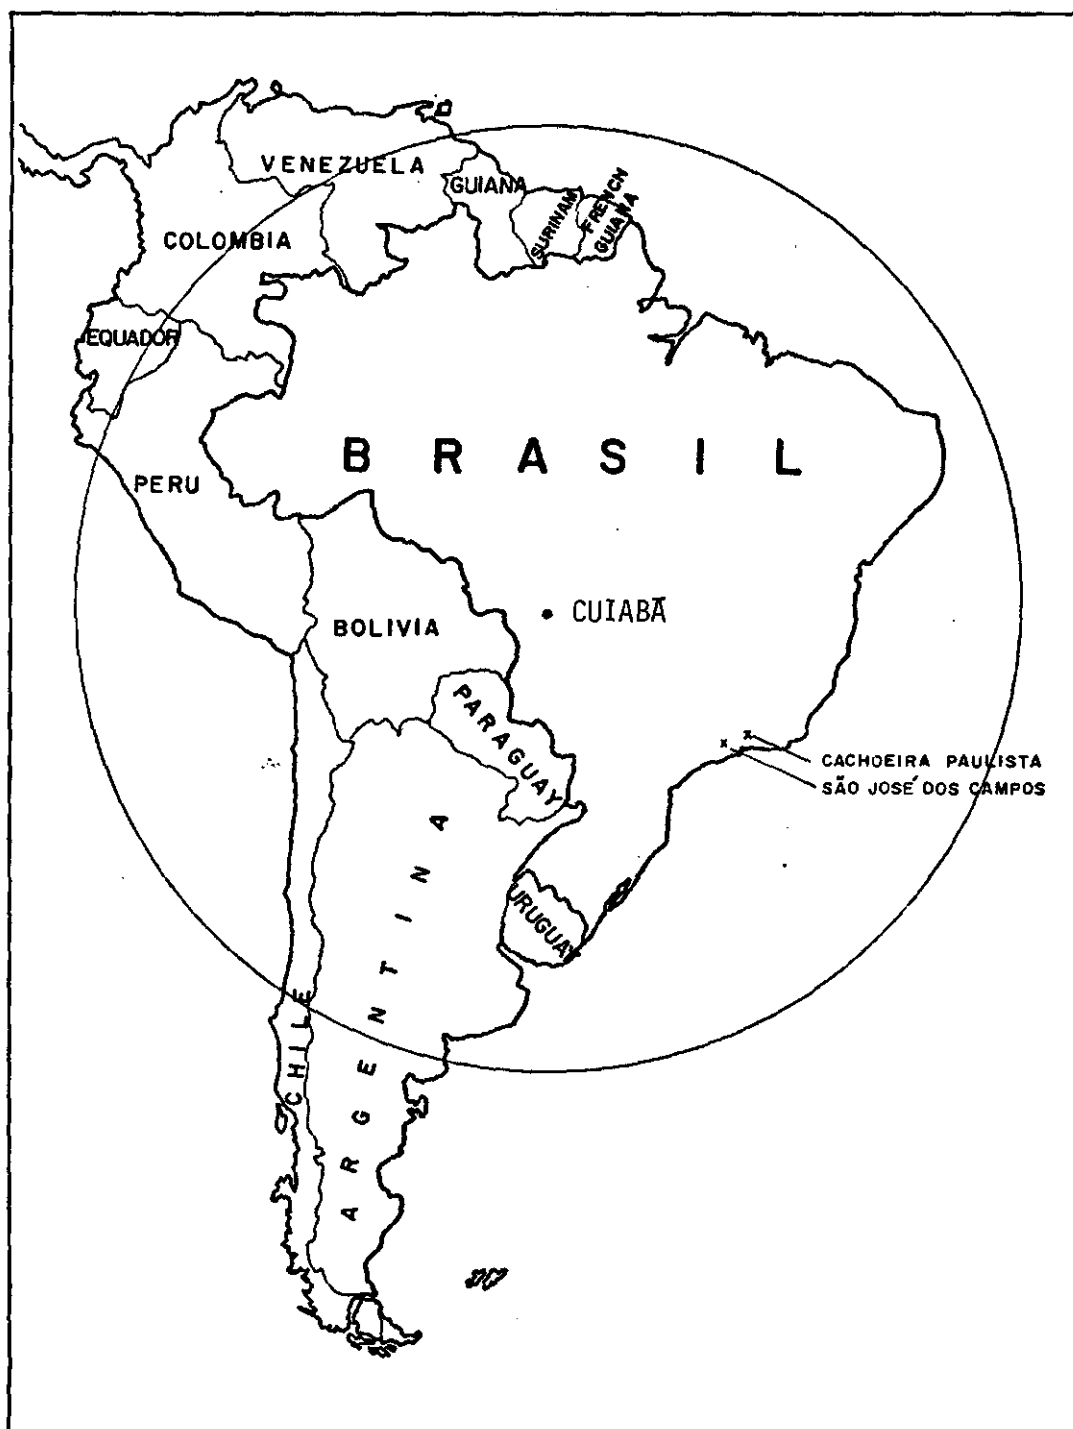 VENEZUELA
GUIANA
SURINAM
FRENCH
GUIANA
COLOMBIA
EQUADOR
BRASIL
PERU
CUIABÁ
BOLIVIA
PARAGUAY
CACHOEIRA PAULISTA
SÃO JOSÉ DOS CAMPOS
ARGENTINA
URUGUAY
CHILE